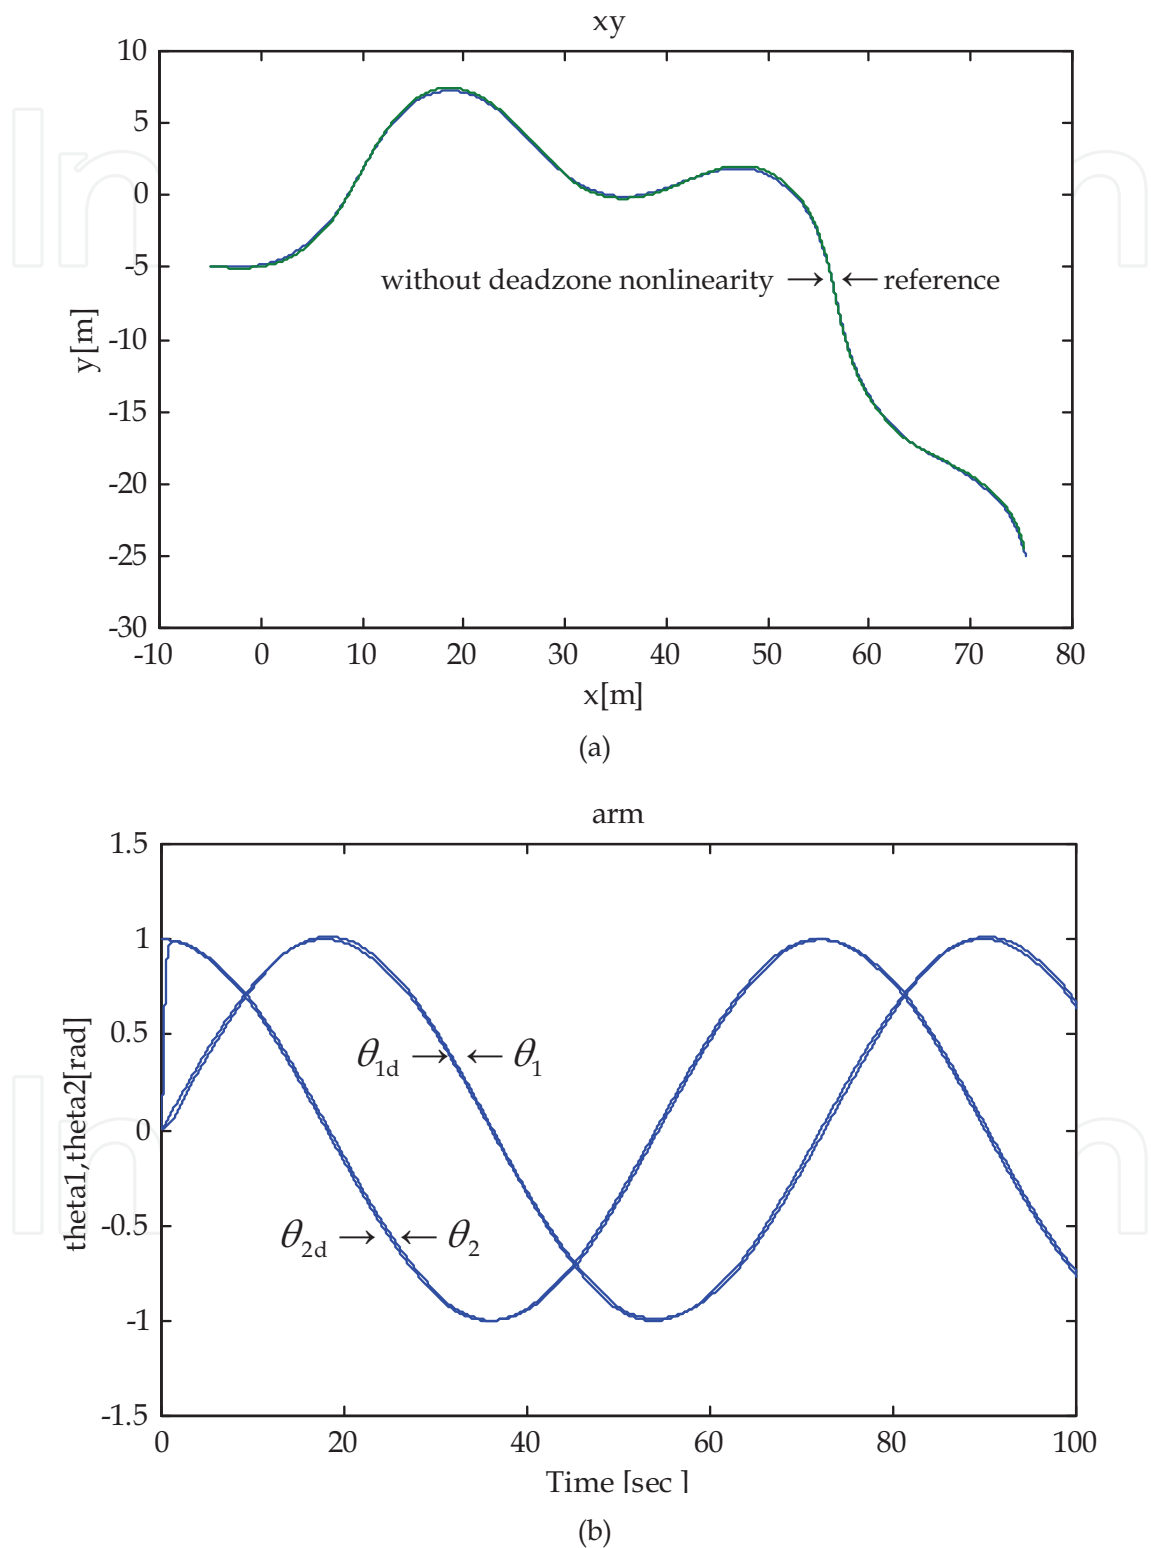 xy
10
5
0
-5
-10
-15
-20
-25
-30
y[m]
without deadzone nonlinearity → ← reference
-10 0 10 20 30 40 50 60 70 80
x[m]
(a)
arm
1.5
1
0.5
0
-0.5
-1
-1.5
theta1,theta2[rad]
θ1d → ← θ1
θ2d → ← θ2
0 20 40 60 80 100
Time [sec ]
(b)